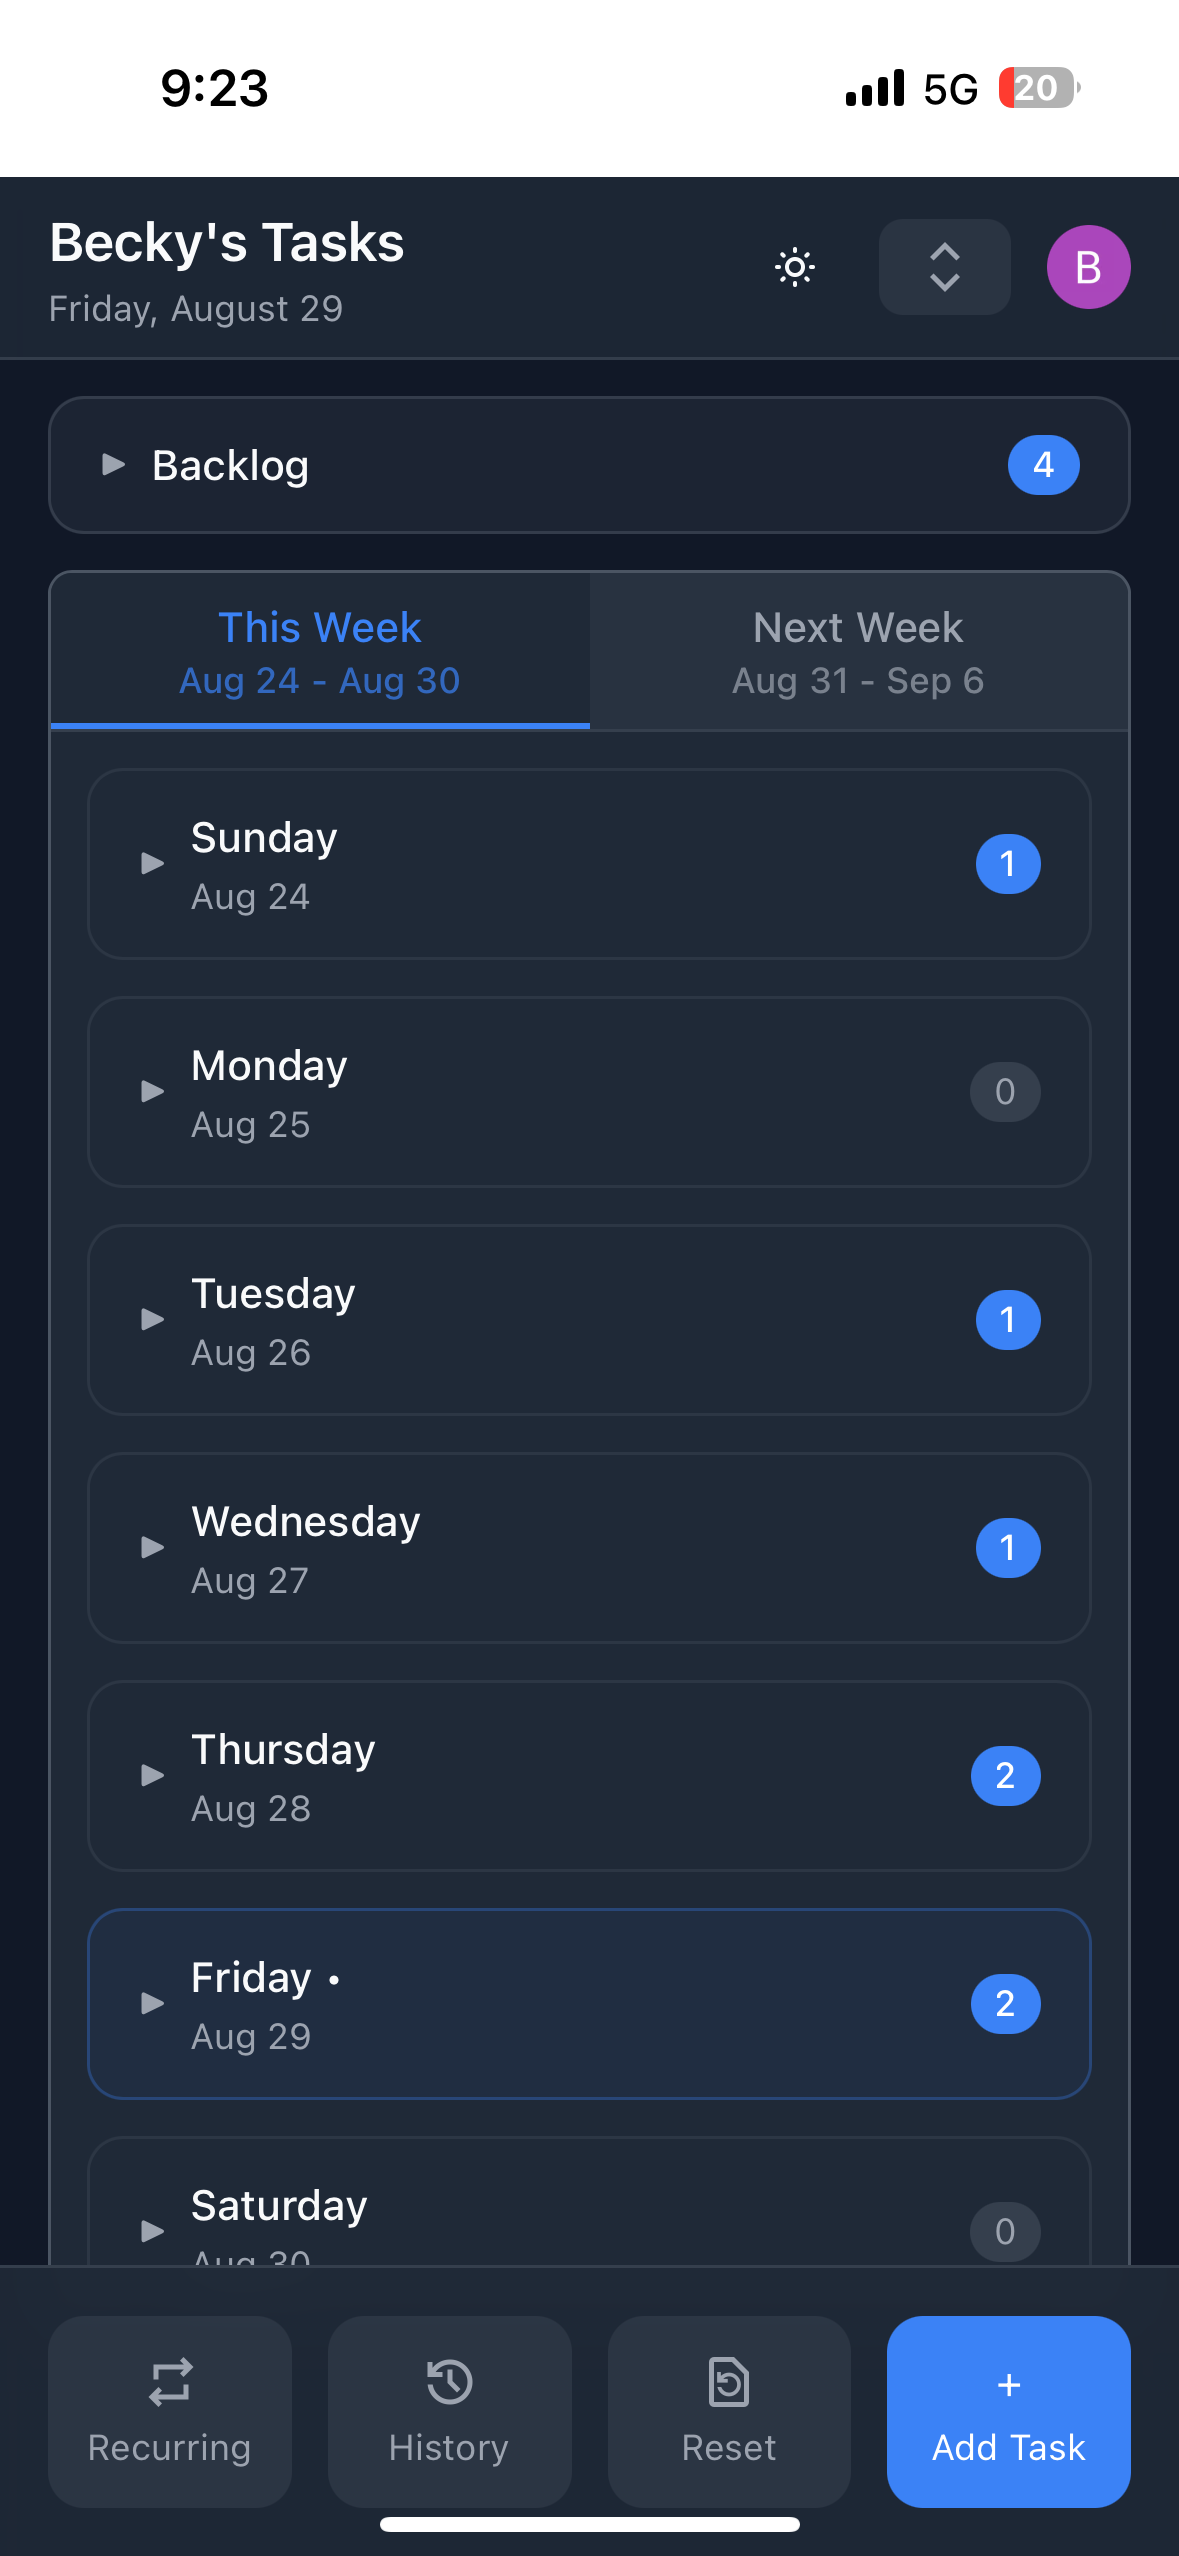 9:23
5G
20
Becky's Tasks
Friday, August 29
B
Backlog
4
This Week
Aug 24 - Aug 30
Next Week
Aug 31 - Sep 6
Sunday
Aug 24
1
Monday
Aug 25
0
Tuesday
Aug 26
1
Wednesday
Aug 27
1
Thursday
Aug 28
2
Friday •
Aug 29
2
Saturday
Aug 30
0
Recurring
History
Reset
+
Add Task